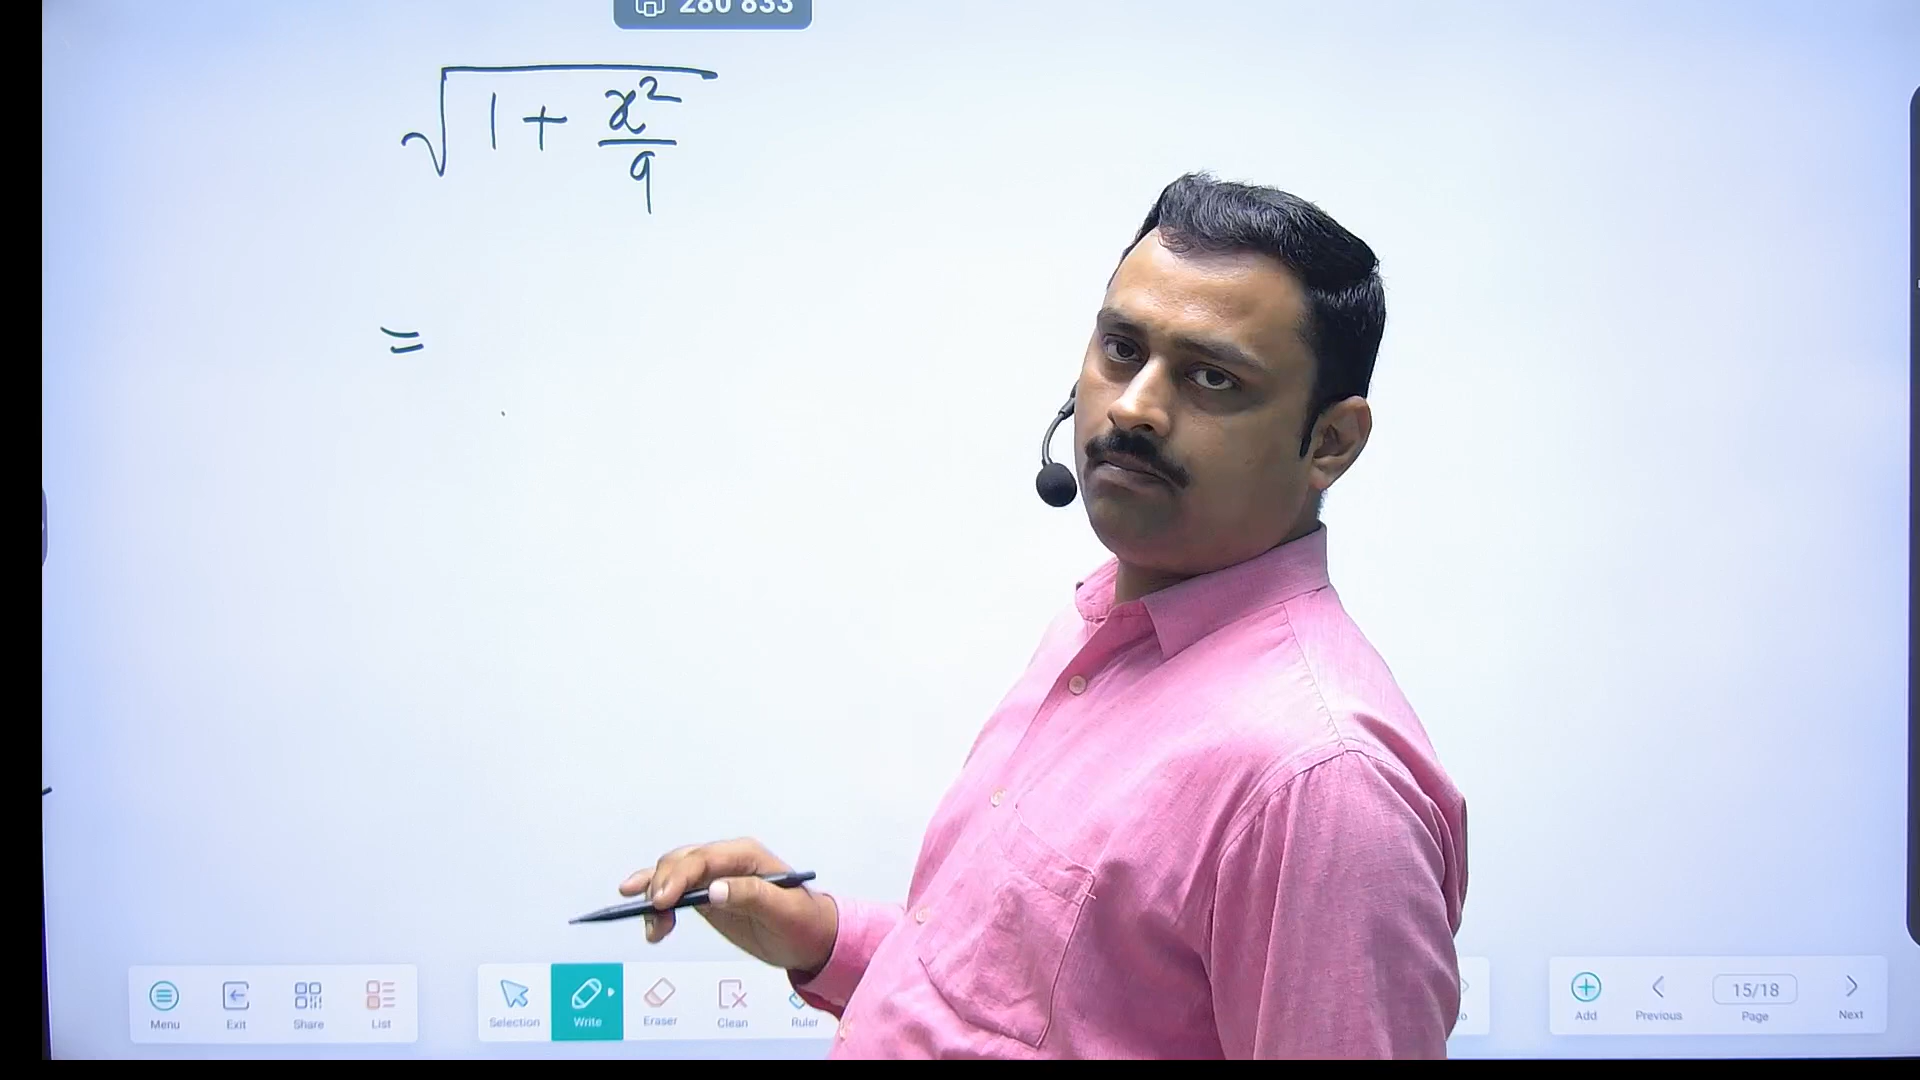 280 833
√(1 + x²/9)
=
Menu Exit Share List Selection Write Eraser Clean Ruler Add Previous 15/18 Page Next